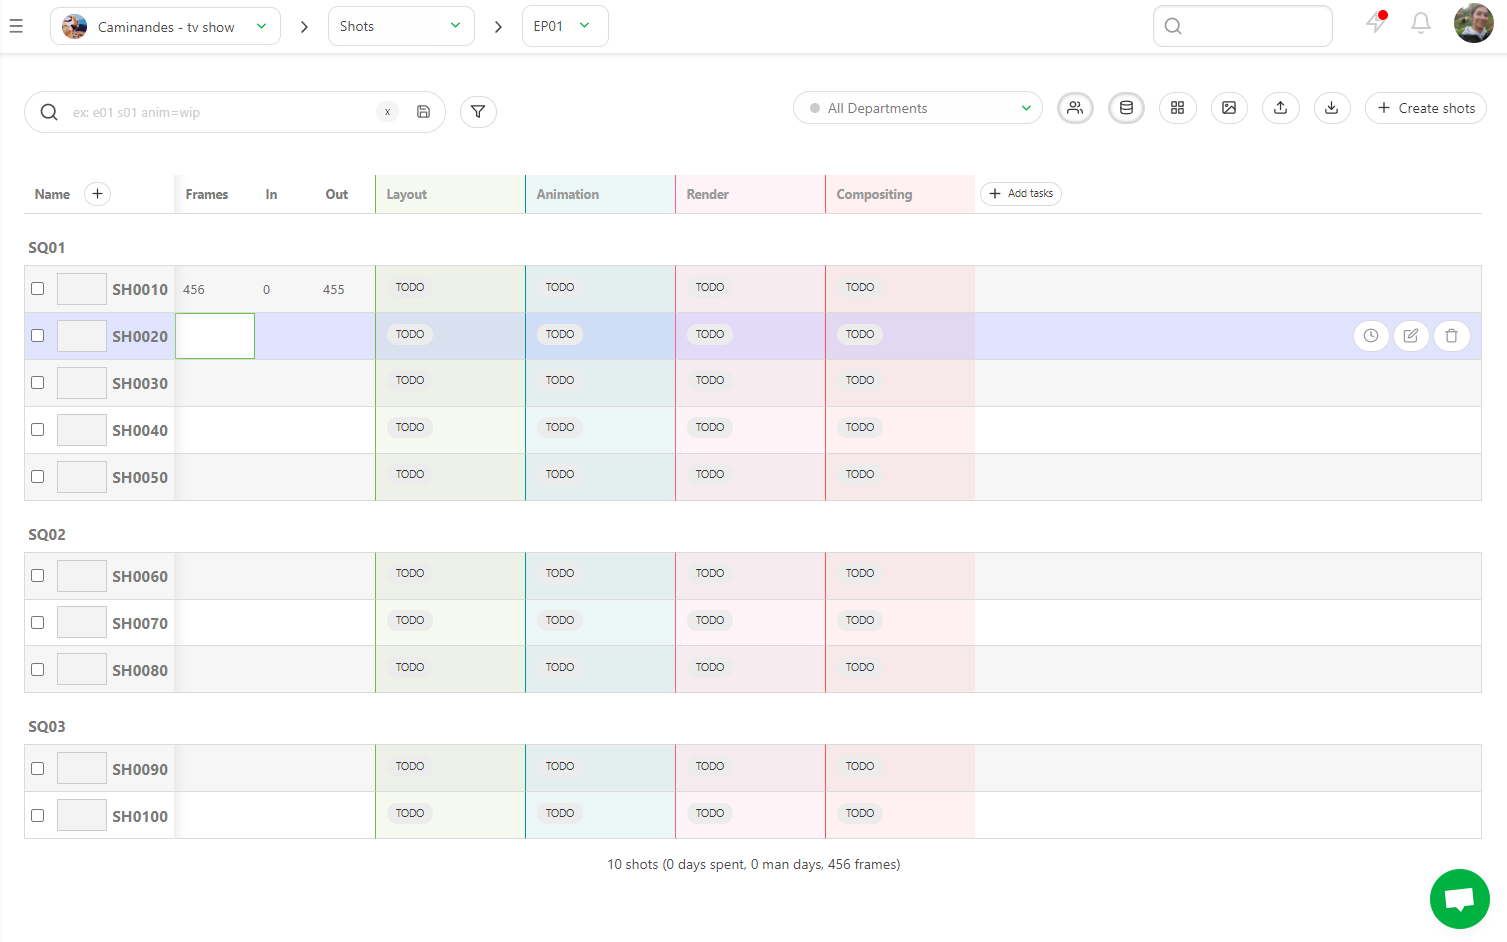 Caminandes - tv show Shots EP01
ex: e01 s01 anim=wip x All Departments Create shots
Name Frames In Out Layout Animation Render Compositing Add tasks
SQ01
SH0010 456 0 455 TODO TODO TODO TODO
SH0020 TODO TODO TODO TODO
SH0030 TODO TODO TODO TODO
SH0040 TODO TODO TODO TODO
SH0050 TODO TODO TODO TODO
SQ02
SH0060 TODO TODO TODO TODO
SH0070 TODO TODO TODO TODO
SH0080 TODO TODO TODO TODO
SQ03
SH0090 TODO TODO TODO TODO
SH0100 TODO TODO TODO TODO
10 shots (0 days spent, 0 man days, 456 frames)